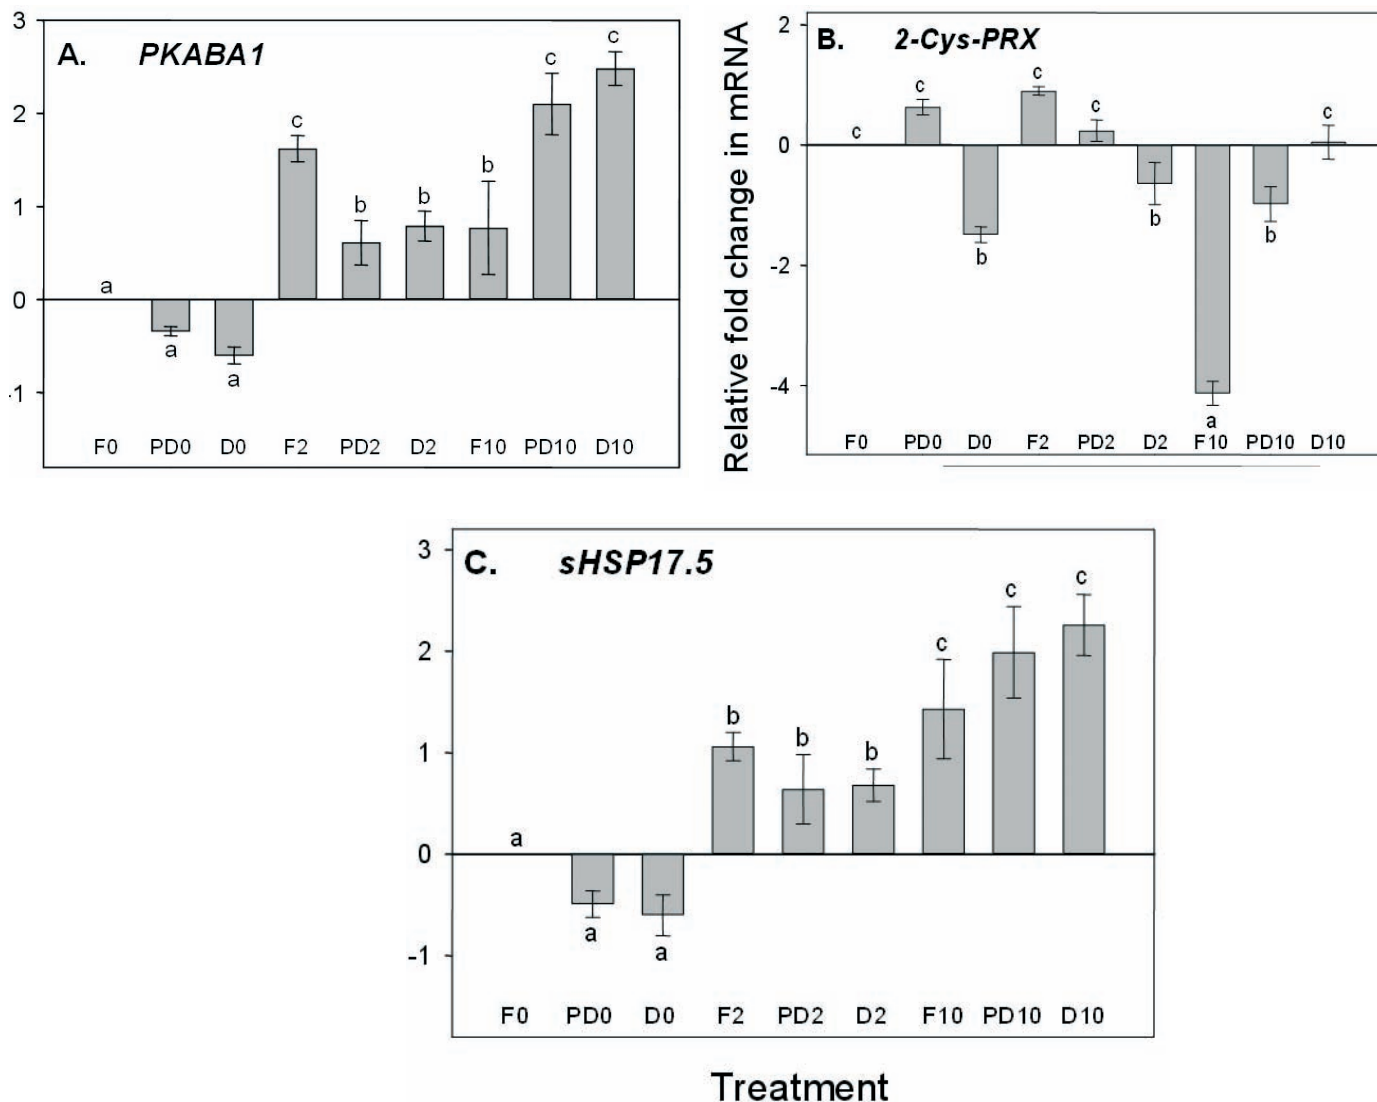 A. PKABA1
3
2
1
0
-1
c
c
c
b
b
b
a
a
a
F0 PD0 D0 F2 PD2 D2 F10 PD10 D10
B. 2-Cys-PRX
Relative fold change in mRNA
2
0
-2
-4
c
c
b
c
c
b
a
b
c
F0 PD0 D0 F2 PD2 D2 F10 PD10 D10
C. sHSP17.5
3
2
1
0
-1
a
a
a
b
b
b
c
c
c
F0 PD0 D0 F2 PD2 D2 F10 PD10 D10
Treatment